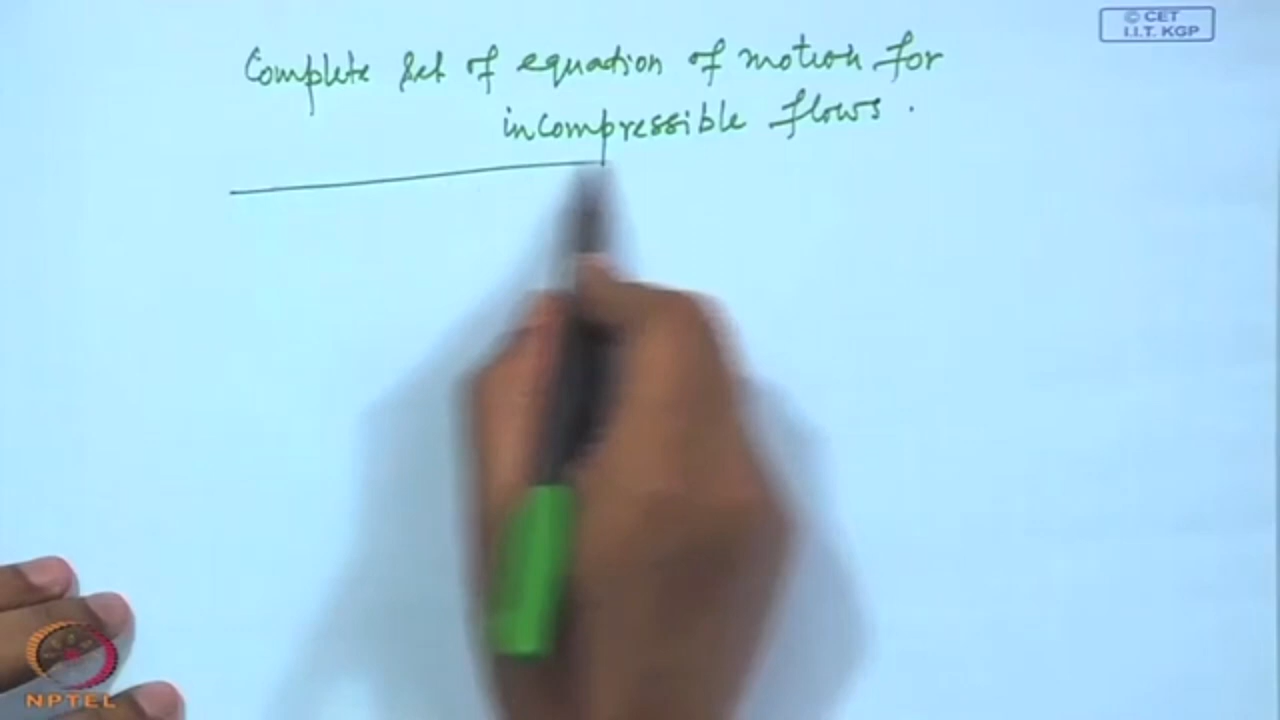 © CET
I.I.T. KGP
Complete Set of equation of motion for
incompressible flows.
NPTEL